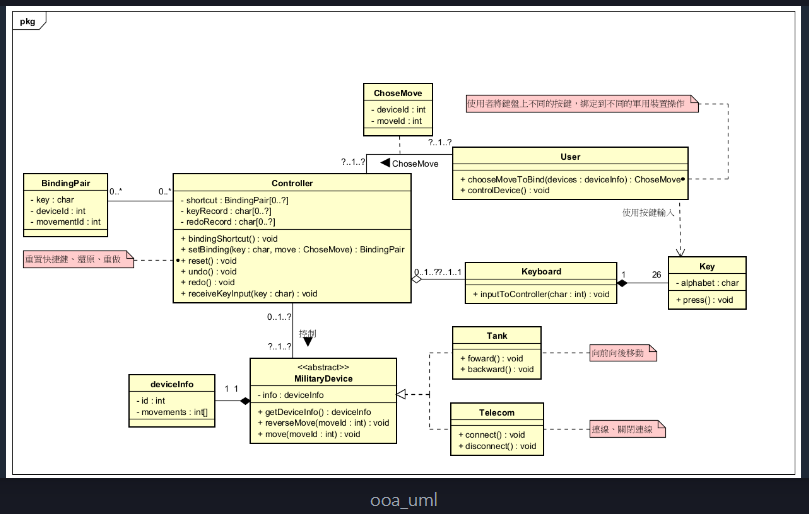 pkg
ChoseMove
- deviceId : int
- moveId : int
使用者將鍵盤上不同的按鍵，綁定到不同的軍用裝置操作
?..1..?
?..1..?
ChoseMove
User
+ chooseMoveToBind(devices : deviceInfo) : ChoseMove
+ controlDevice() : void
BindingPair
- key : char
- deviceId : int
- movementId : int
0..*
0..*
Controller
- shortcut : BindingPair[0..?]
- keyRecord : char[0..?]
- redoRecord : char[0..?]
+ bindingShortcut() : void
+ setBinding(key : char, move : ChoseMove) : BindingPair
+ reset() : void
+ undo() : void
+ redo() : void
+ receiveKeyInput(key : char) : void
重置快捷鍵、還原、重做
使用按鍵輸入
0..1..??..1..1
Keyboard
+ inputToController(char : int) : void
1
26
Key
- alphabet : char
+ press() : void
0..1..?
控制
?..1..?
<<abstract>>
MilitaryDevice
- info : deviceInfo
+ getDeviceInfo() : deviceInfo
+ reverseMove(moveId : int) : void
+ move(moveId : int) : void
deviceInfo
- id : int
- movements : int[]
1
1
Tank
+ foward() : void
+ backward() : void
向前向後移動
Telecom
+ connect() : void
+ disconnect() : void
連線、關閉連線
ooa_uml